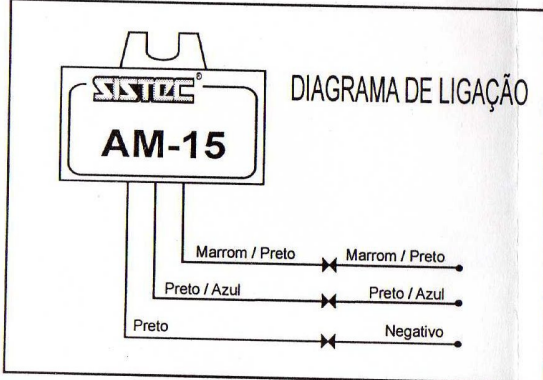 SISTEC®
DIAGRAMA DE LIGAÇÃO
AM-15
Marrom / Preto
Marrom / Preto
Preto / Azul
Preto / Azul
Preto
Negativo